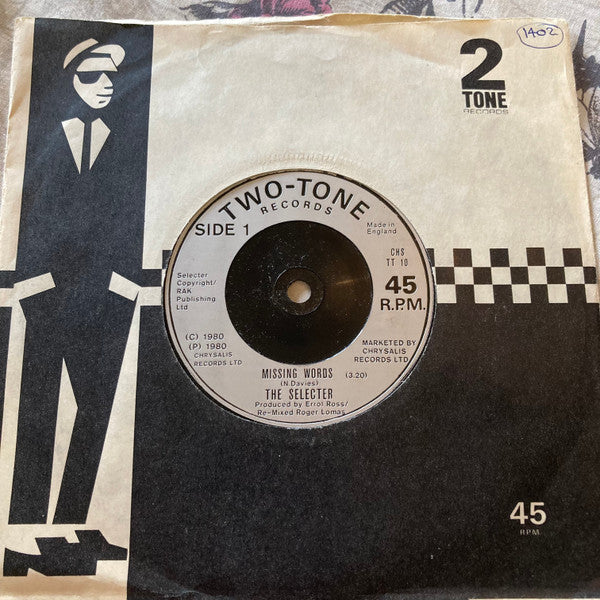 1402
2
TONE
RECORDS
TWO-TONE
RECORDS
SIDE 1
Made in
England
Selecter
Copyright/
RAK
Publishing
Ltd
CHS
TT 10
45
R.P.M.
(C) 1980
(P) 1980
CHRYSALIS
RECORDS LTD
MARKETED BY
CHRYSALIS
RECORDS LTD
MISSING WORDS (3.20)
(N.Davies)
THE SELECTER
Produced by Errol Ross/
Re-Mixed Roger Lomas
45
RPM